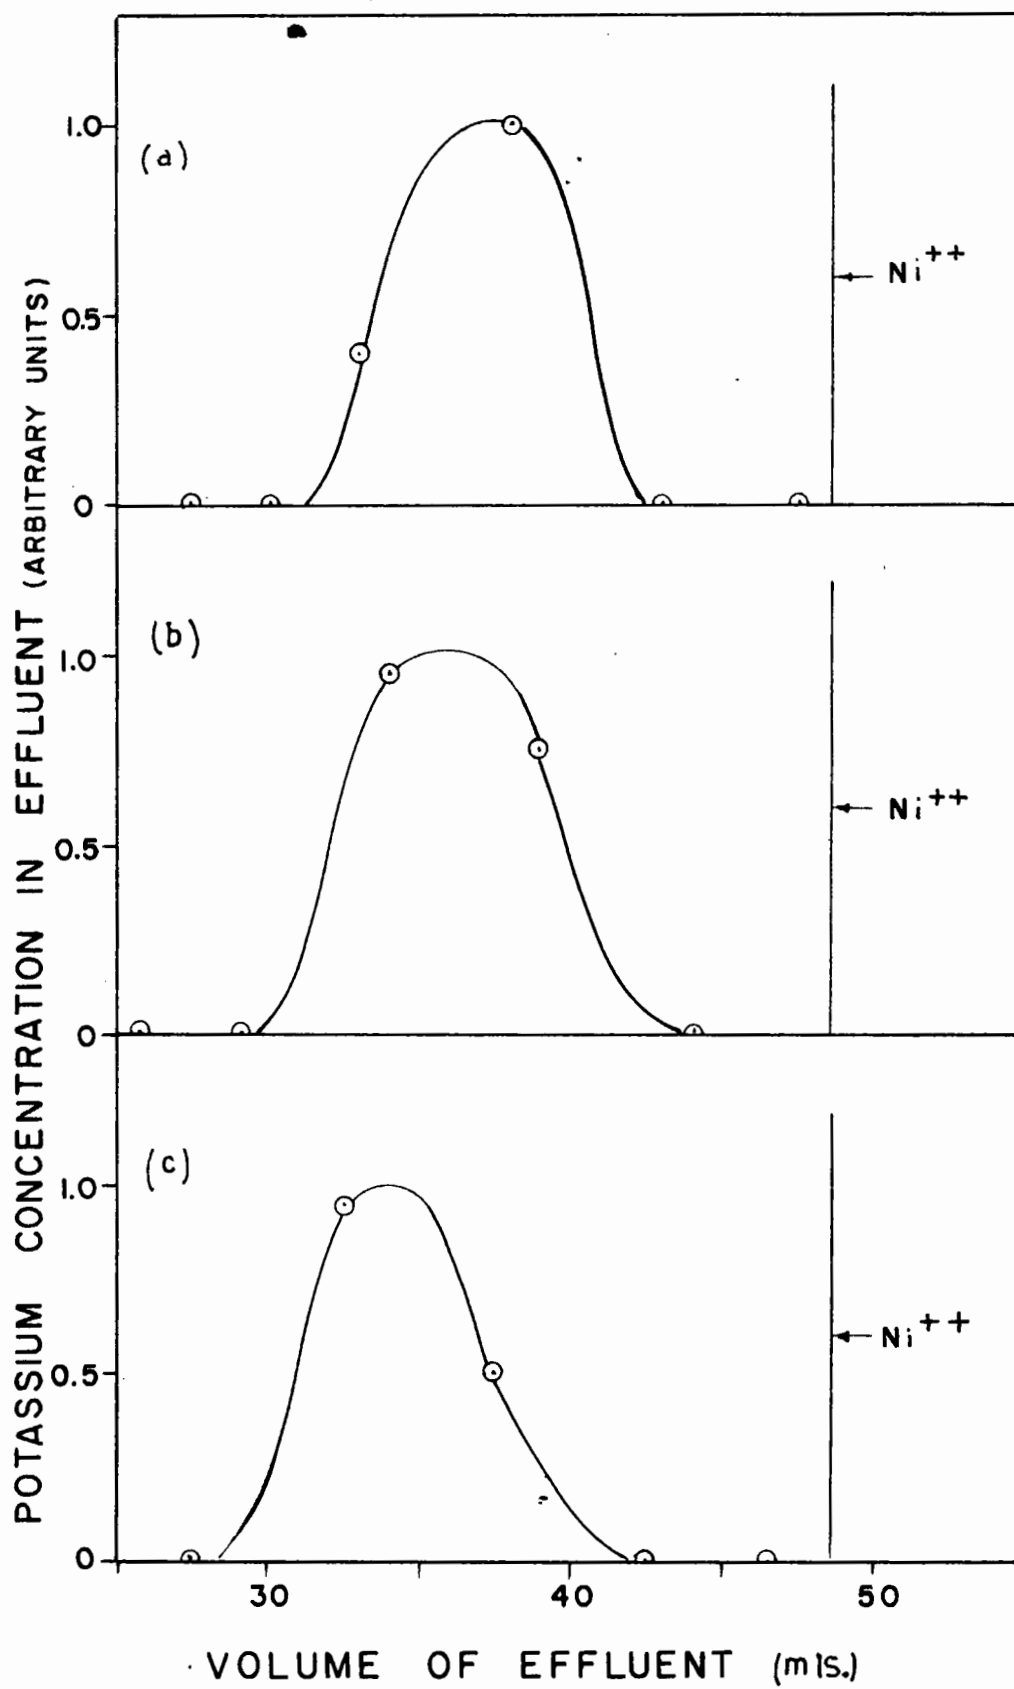 POTASSIUM CONCENTRATION IN EFFLUENT (ARBITRARY UNITS)
(a)
1.0
0.5
0
Ni++
(b)
1.0
0.5
0
Ni++
(c)
1.0
0.5
0
Ni++
30 40 50
VOLUME OF EFFLUENT (mls.)